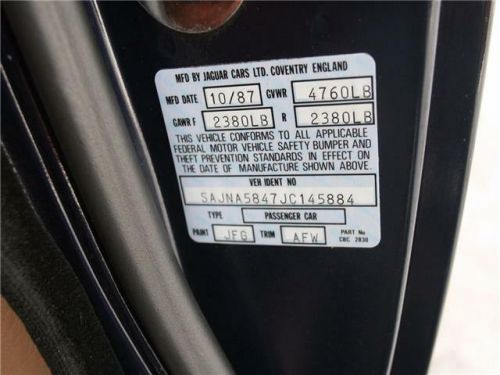 MFD BY JAGUAR CARS LTD. COVENTRY ENGLAND
MFD DATE 10/87 GVWR 4760LB
GAWR F 2380LB R 2380LB
THIS VEHICLE CONFORMS TO ALL APPLICABLE
FEDERAL MOTOR VEHICLE SAFETY BUMPER AND
THEFT PREVENTION STANDARDS IN EFFECT ON
THE DATE OF MANUFACTURE SHOWN ABOVE.
VEH IDENT NO
SAJNA5847JC145884
TYPE PASSENGER CAR
PAINT JFG TRIM AFW PART No
CBC 2830